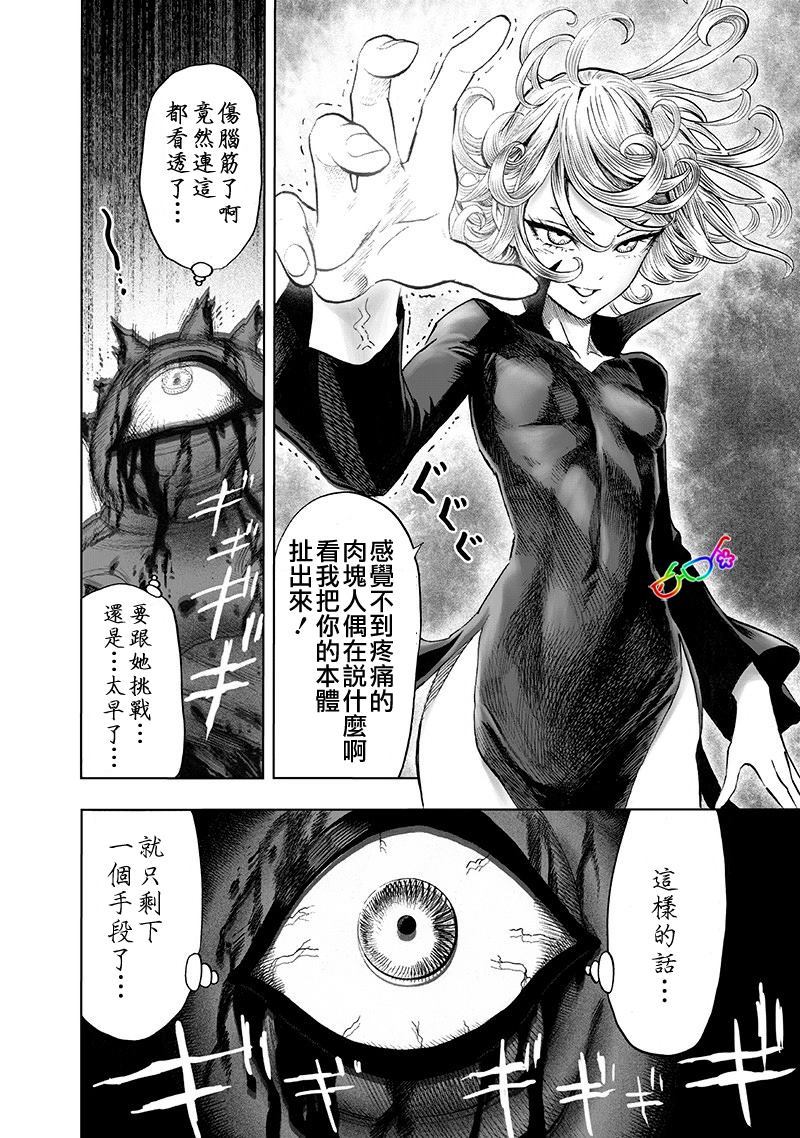 感覺不到疼痛的
肉塊人偶在說什麼啊
看我把你的本體
扯出來！
ぐぐぐ
傷腦筋了啊
竟然連這
都看透了…
ギギギギ
要跟她挑戰…
還是…太早了…
這樣的話…
就只剩下
一個手段了…
ギギギギギギ